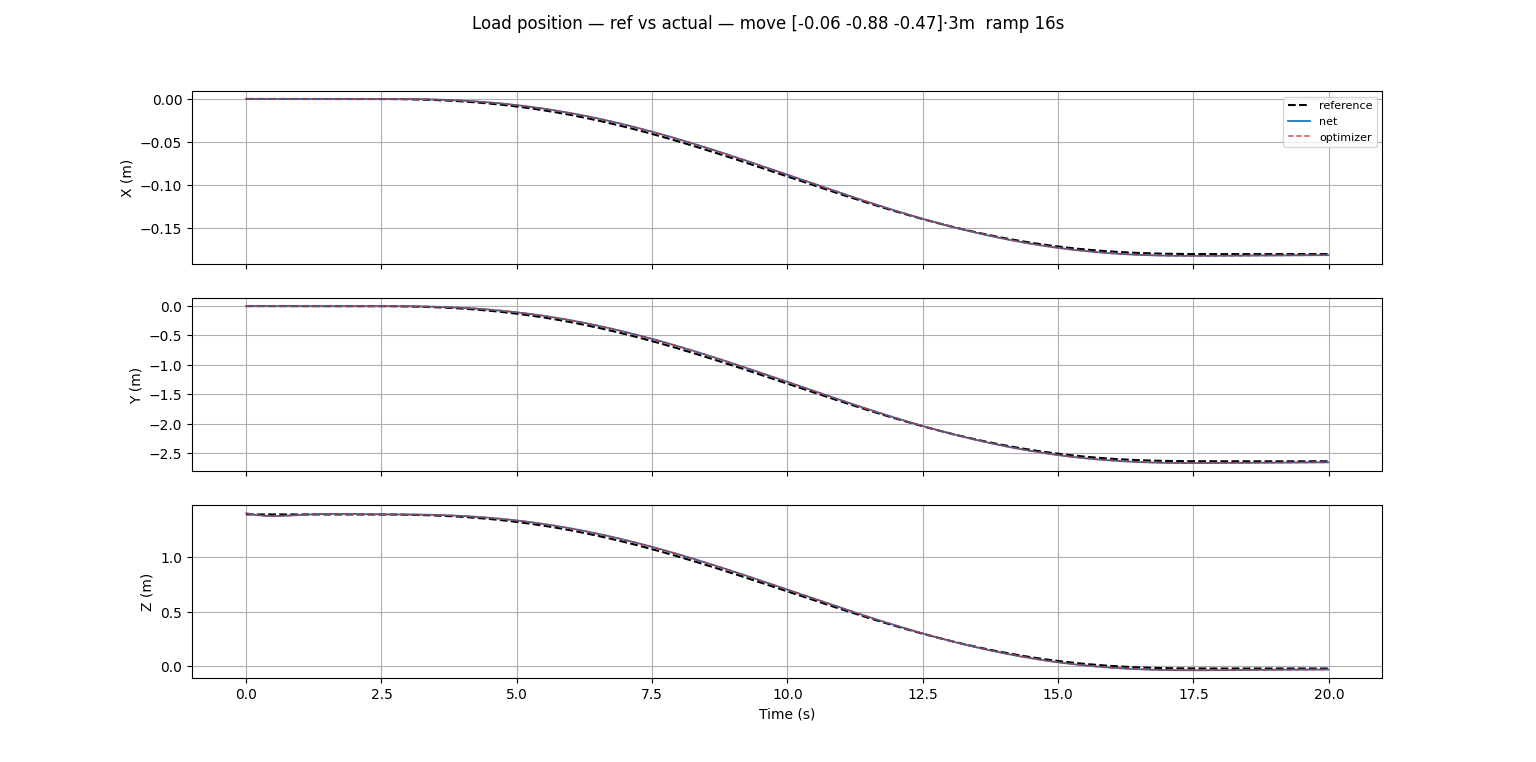 Load position — ref vs actual — move [-0.06 -0.88 -0.47]·3m  ramp 16s
0.00
−0.05
−0.10
−0.15
X (m)
reference
net
optimizer
0.0
−0.5
−1.0
−1.5
−2.0
−2.5
Y (m)
1.0
0.5
0.0
Z (m)
0.0 2.5 5.0 7.5 10.0 12.5 15.0 17.5 20.0
Time (s)